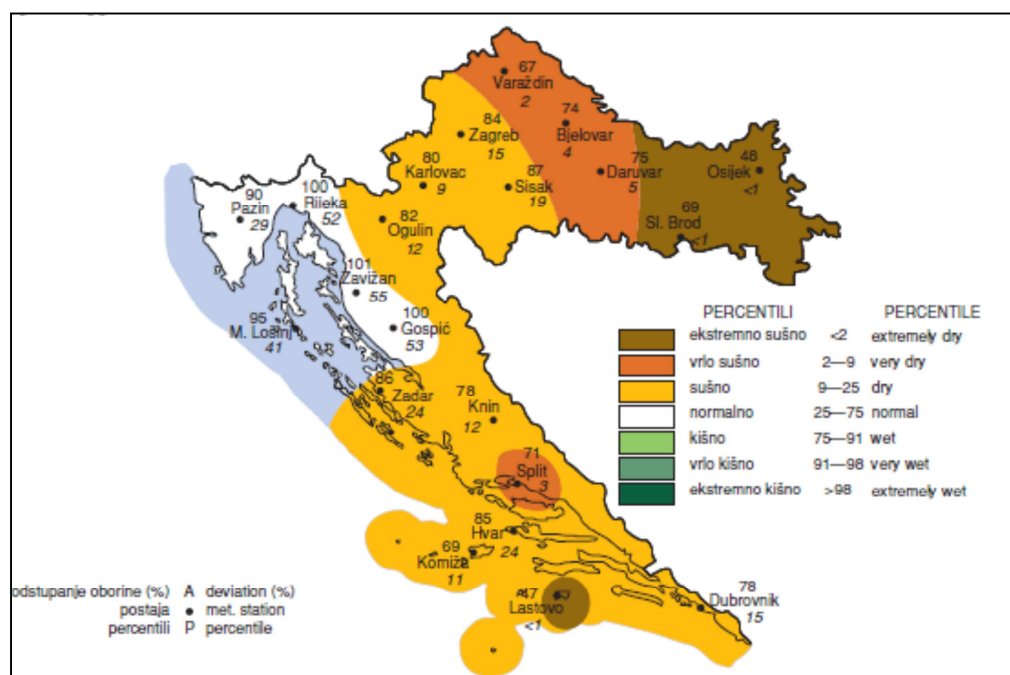 67
Varaždin
2
74
Bjelovar
4
84
Zagreb
15
80
Karlovac
9
87
Sisak
19
75
Daruvar
5
48
Osijek
<1
69
Sl. Brod
<1
90
Pazin
29
100
Rijeka
52
82
Ogulin
12
101
Zavižan
55
100
Gospić
53
95
M. Lošinj
41
86
Zadar
24
78
Knin
12
71
Split
3
85
Hvar
24
69
Komiža
11
47
Lastovo
<1
78
Dubrovnik
15
PERCENTILI PERCENTILE
ekstremno sušno <2 extremely dry
vrlo sušno 2—9 very dry
sušno 9—25 dry
normalno 25—75 normal
kišno 75—91 wet
vrlo kišno 91—98 very wet
ekstremno kišno >98 extremely wet
odstupanje oborine (%) A deviation (%)
postaja ● met. station
percentili P percentile